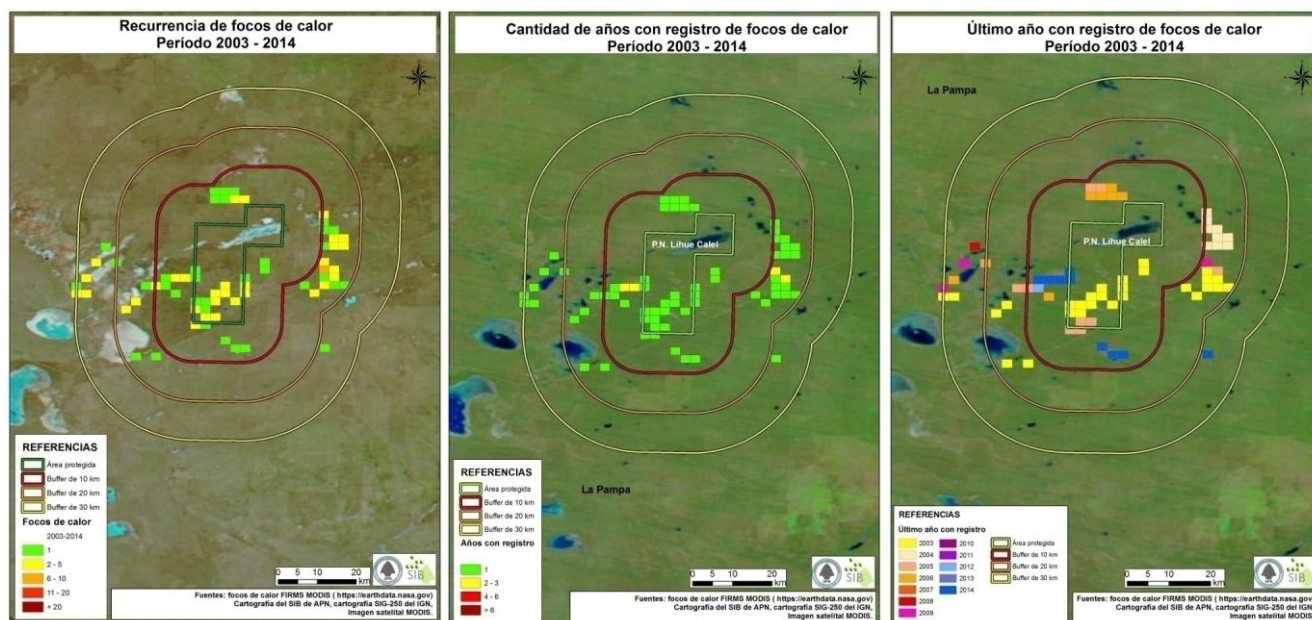 Recurrencia de focos de calor
Período 2003 - 2014
REFERENCIAS
Área protegida
Buffer de 10 km
Buffer de 20 km
Buffer de 30 km
Focos de calor
2003-2014
1
2 - 5
6 - 10
11 - 20
+ 20
0 5 10 20
km
SIB
Fuentes: focos de calor FIRMS MODIS ( https://earthdata.nasa.gov)
Cartografía del SIB de APN, cartografía SIG-250 del IGN,
Imagen satelital MODIS.
Cantidad de años con registro de focos de calor
Período 2003 - 2014
P.N. Lihue Calel
La Pampa
REFERENCIAS
Área protegida
Buffer de 10 km
Buffer de 20 km
Buffer de 30 km
Años con registro
1
2 - 3
4 - 6
> 6
0 5 10 20
km
SIB
Fuentes: focos de calor FIRMS MODIS ( https://earthdata.nasa.gov)
Cartografía del SIB de APN, cartografía SIG-250 del IGN,
Imagen satelital MODIS.
Último año con registro de focos de calor
Período 2003 - 2014
La Pampa
P.N. Lihue Calel
REFERENCIAS
Último año con registro
2003
2004
2005
2006
2007
2008
2009
2010
2011
2012
2013
2014
Área protegida
Buffer de 10 km
Buffer de 20 km
Buffer de 30 km
0 5 10 20
km
SIB
Fuentes: focos de calor FIRMS MODIS ( https://earthdata.nasa.gov)
Cartografía del SIB de APN, cartografía SIG-250 del IGN,
Imagen satelital MODIS.